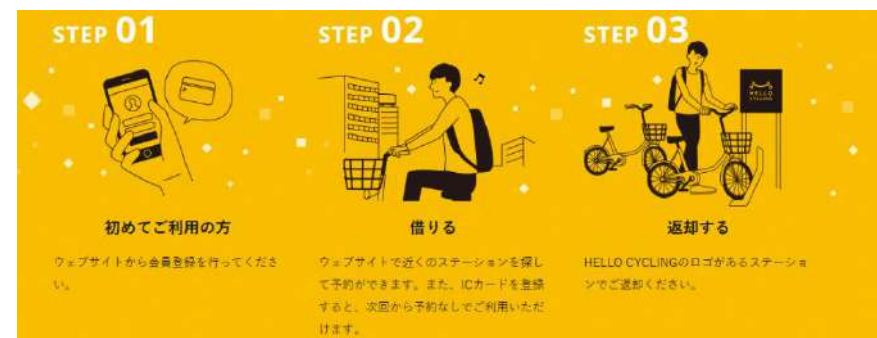 STEP 01
初めてご利用の方
ウェブサイトから会員登録を行ってくださ
い。
STEP 02
借りる
ウェブサイトで近くのステーションを探し
て予約ができます。また、ICカードを登録
すると、次回から予約なしでご利用いただ
けます。
STEP 03
HELLO
CYCLING
返却する
HELLO CYCLINGのロゴがあるステーショ
ンでご返却ください。